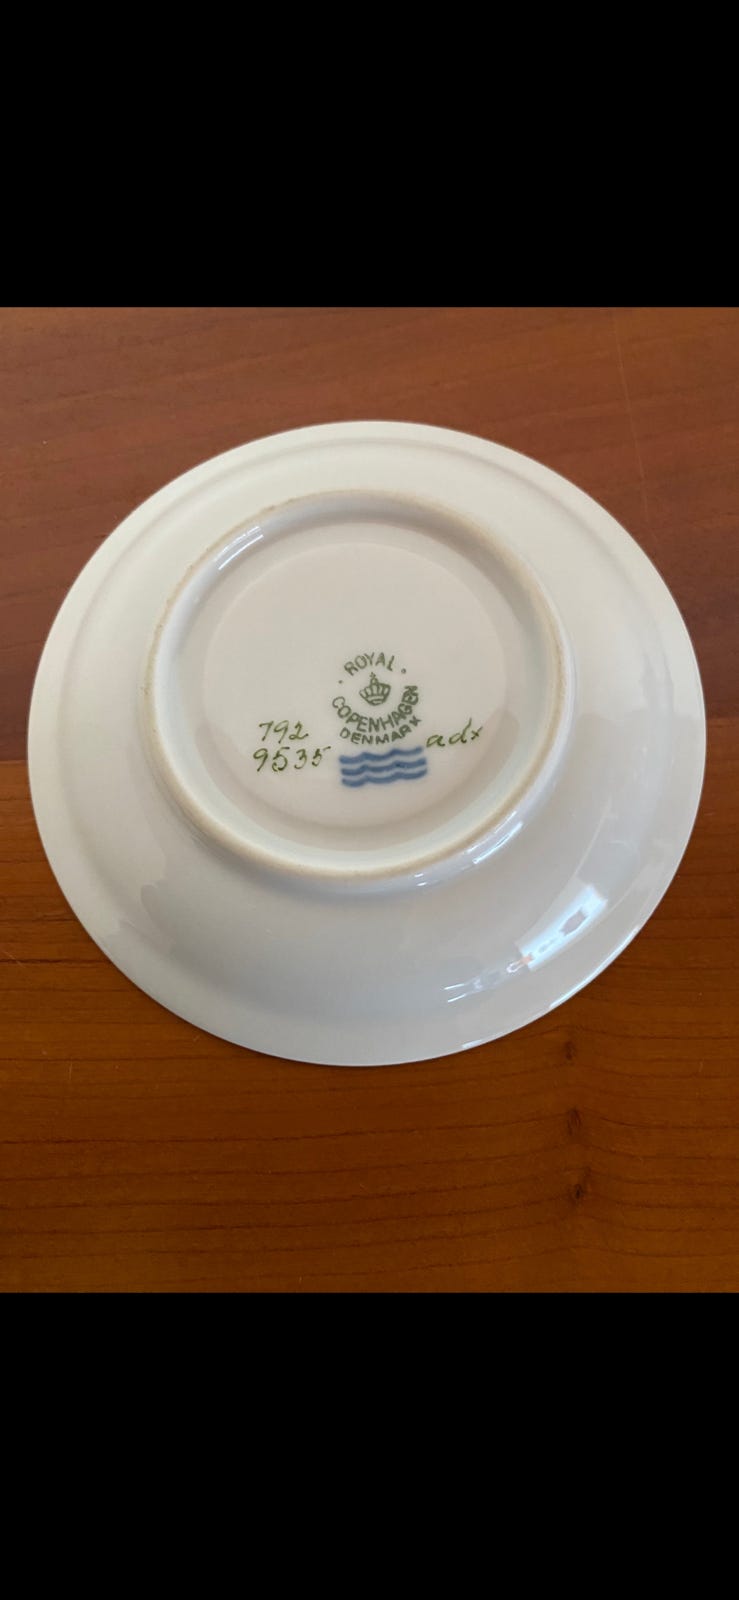 · ROYAL ·
COPENHAGEN
DENMARK
792
9535
adx